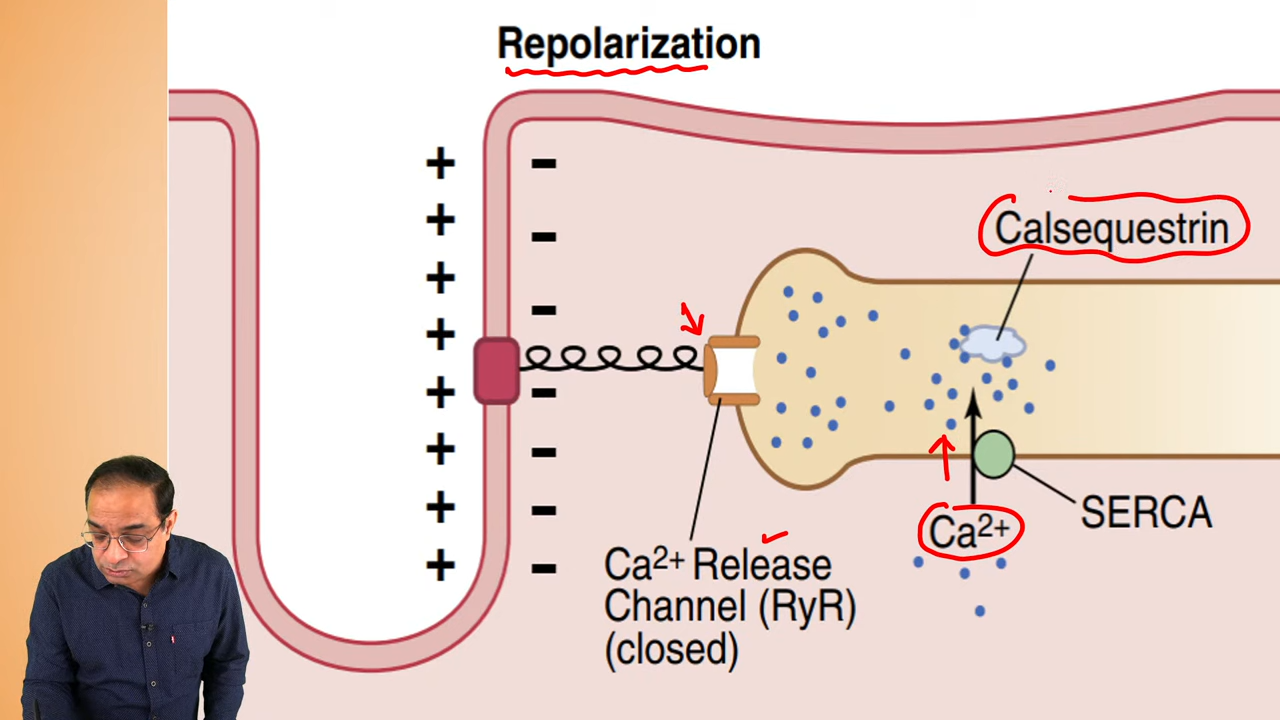 Repolarization
+ -
+ -
+ -
+
+ -
+ -
+ -
+ -
Calsequestrin
SERCA
Ca²⁺
Ca²⁺ Release
Channel (RyR)
(closed)